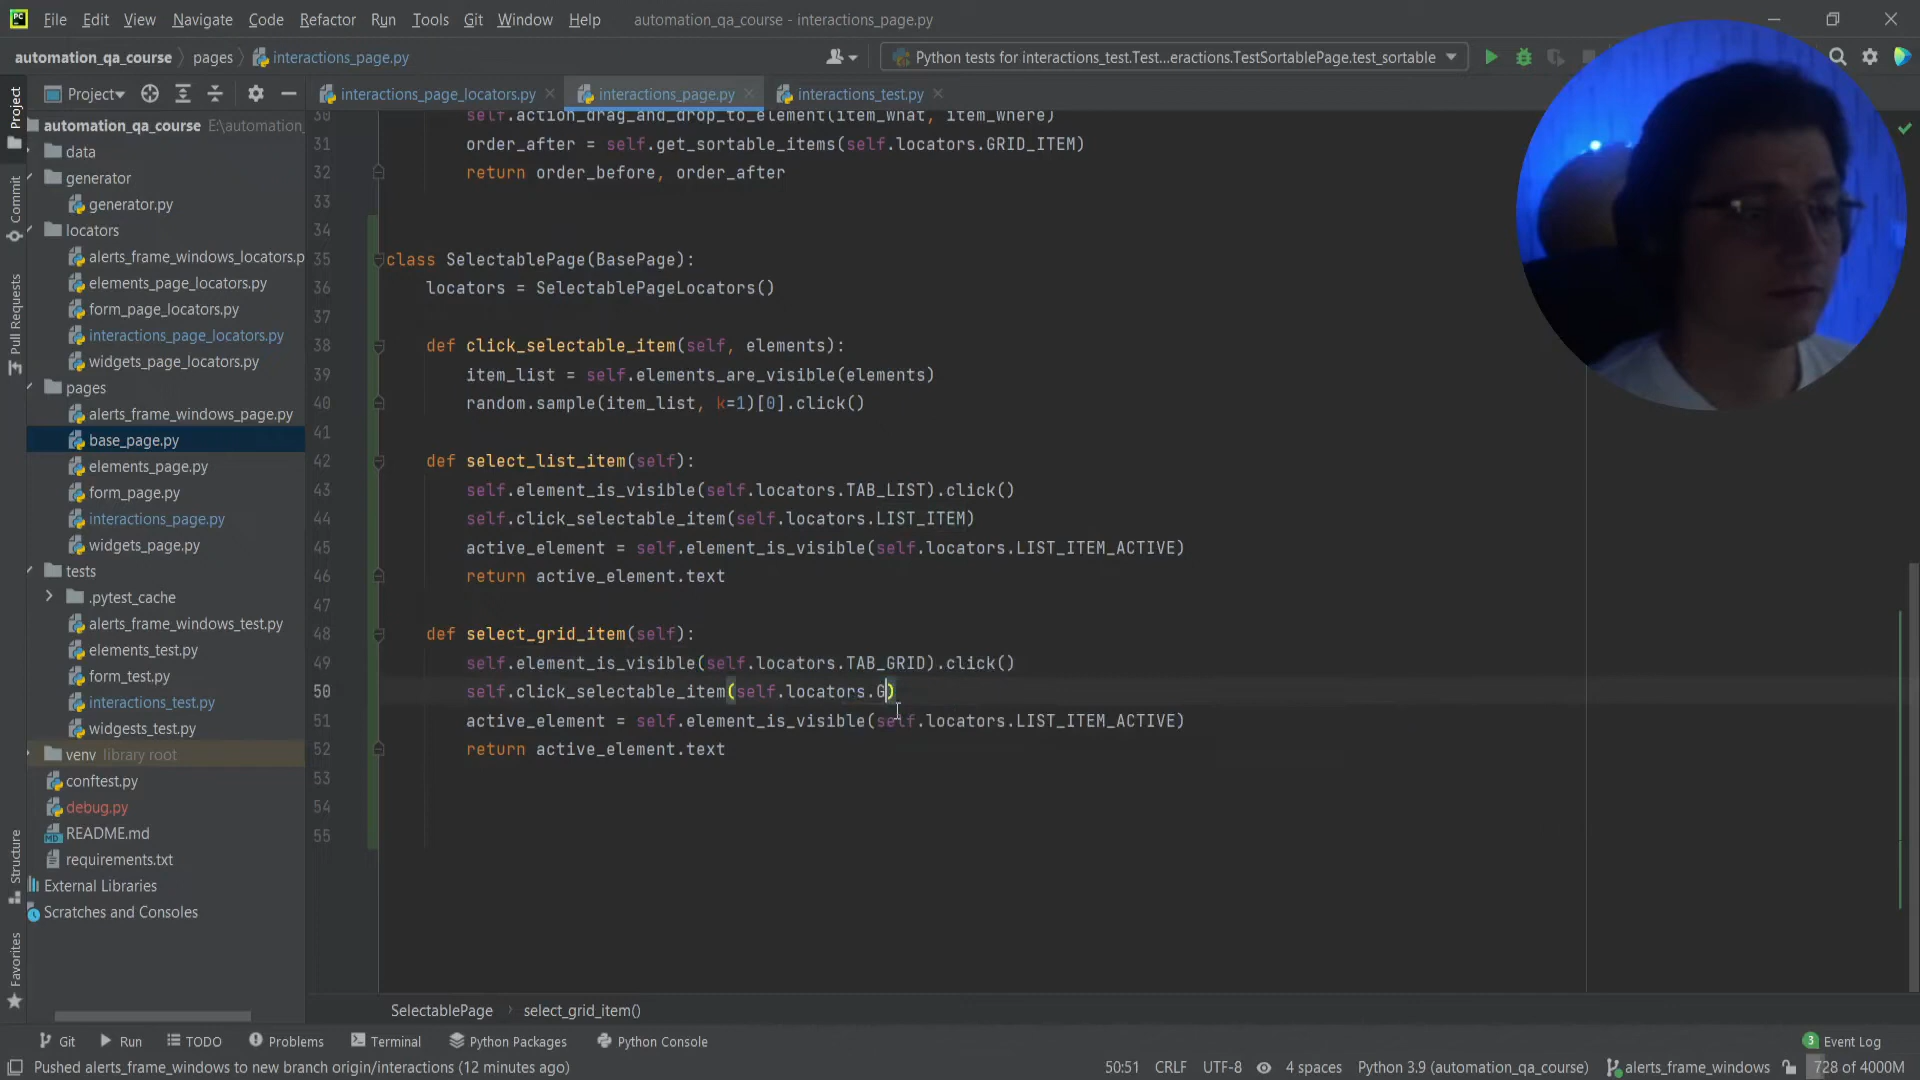 PC File Edit View Navigate Code Refactor Run Tools Git Window Help automation_qa_course - interactions_page.py
automation_qa_course pages interactions_page.py
Python tests for interactions_test.Test...eractions.TestSortablePage.test_sortable
Project
interactions_page_locators.py
interactions_page.py
interactions_test.py
Project
Commit
Pull Requests
Structure
Favorites
automation_qa_course E:\automation_
data
generator
generator.py
locators
alerts_frame_windows_locators.p
elements_page_locators.py
form_page_locators.py
interactions_page_locators.py
widgets_page_locators.py
pages
alerts_frame_windows_page.py
base_page.py
elements_page.py
form_page.py
interactions_page.py
widgets_page.py
tests
.pytest_cache
alerts_frame_windows_test.py
elements_test.py
form_test.py
interactions_test.py
widgests_test.py
venv library root
conftest.py
debug.py
README.md
requirements.txt
External Libraries
Scratches and Consoles
30 self.action_drag_and_drop_to_element(item_what, item_where)
31 order_after = self.get_sortable_items(self.locators.GRID_ITEM)
32 return order_before, order_after
33
34
35 class SelectablePage(BasePage):
36 locators = SelectablePageLocators()
37
38 def click_selectable_item(self, elements):
39 item_list = self.elements_are_visible(elements)
40 random.sample(item_list, k=1)[0].click()
41
42 def select_list_item(self):
43 self.element_is_visible(self.locators.TAB_LIST).click()
44 self.click_selectable_item(self.locators.LIST_ITEM)
45 active_element = self.element_is_visible(self.locators.LIST_ITEM_ACTIVE)
46 return active_element.text
47
48 def select_grid_item(self):
49 self.element_is_visible(self.locators.TAB_GRID).click()
50 self.click_selectable_item(self.locators.G)
51 active_element = self.element_is_visible(self.locators.LIST_ITEM_ACTIVE)
52 return active_element.text
53
54
55
SelectablePage select_grid_item()
Git Run TODO Problems Terminal Python Packages Python Console 3 Event Log
Pushed alerts_frame_windows to new branch origin/interactions (12 minutes ago) 50:51 CRLF UTF-8 4 spaces Python 3.9 (automation_qa_course) alerts_frame_windows 728 of 4000M